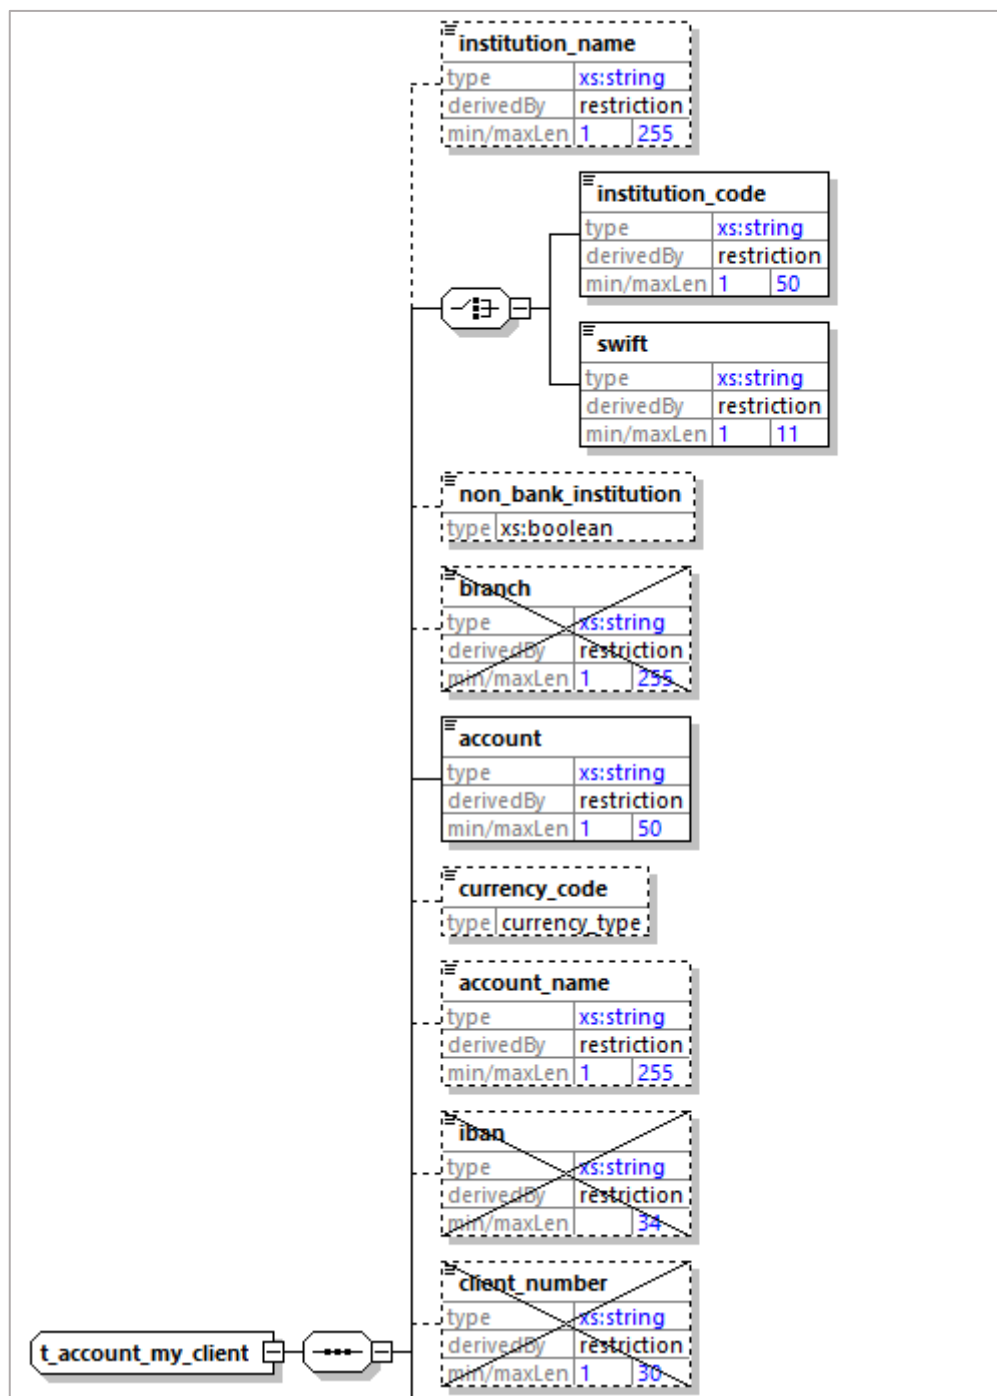 institution_name
type xs:string
derivedBy restriction
min/maxLen 1 255
institution_code
type xs:string
derivedBy restriction
min/maxLen 1 50
swift
type xs:string
derivedBy restriction
min/maxLen 1 11
non_bank_institution
type xs:boolean
branch
type xs:string
derivedBy restriction
min/maxLen 1 255
account
type xs:string
derivedBy restriction
min/maxLen 1 50
currency_code
type currency_type
account_name
type xs:string
derivedBy restriction
min/maxLen 1 255
iban
type xs:string
derivedBy restriction
min/maxLen 34
client_number
type xs:string
derivedBy restriction
min/maxLen 1 30
t_account_my_client